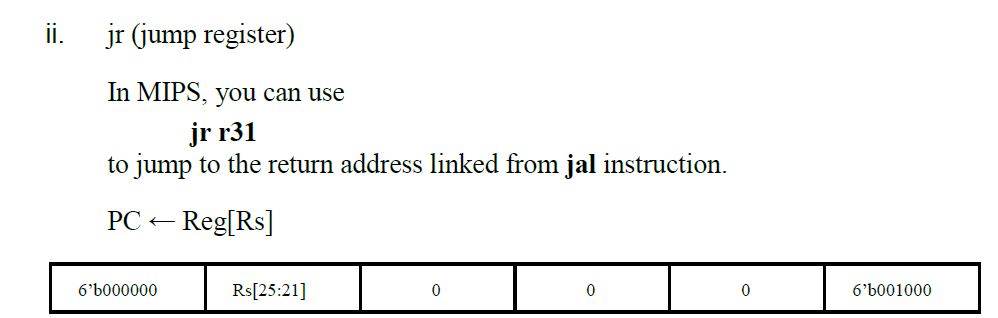 ii. jr (jump register)
In MIPS, you can use
jr r31
to jump to the return address linked from jal instruction.
PC ← Reg[Rs]
6’b000000 Rs[25:21] 0 0 0 6’b001000